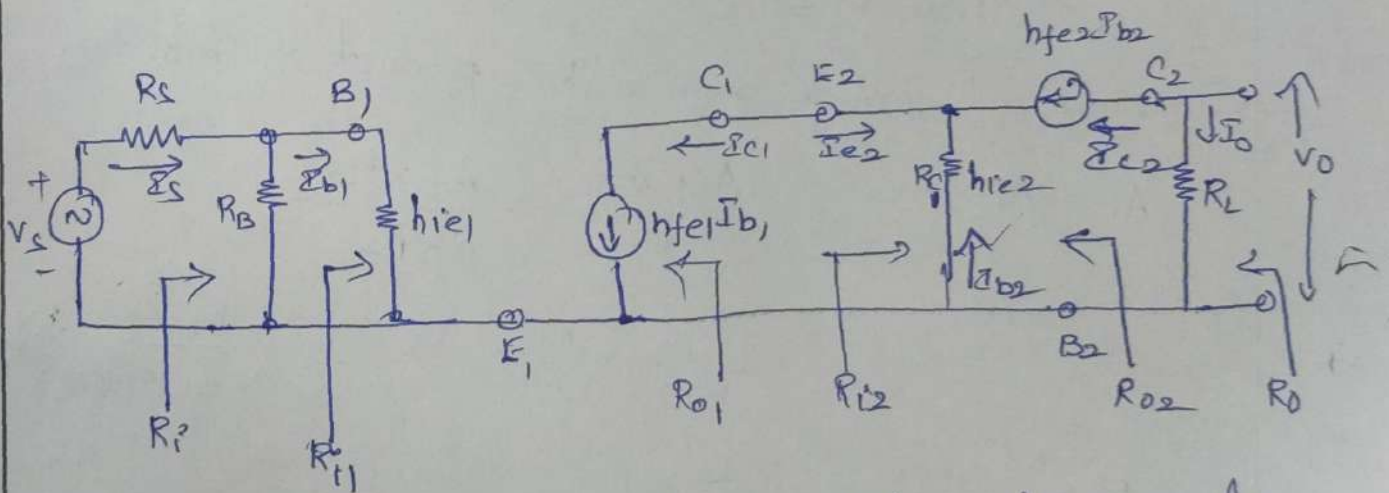 hfe2Ib2
Rs
B1
C1
E2
C2
Is
Ib1
Ic1
Ie2
Ic2
Io
Vo
+
Vs
-
RB
hie1
hfe1Ib1
hie2
RL
Ib2
E1
B2
Ri
Ri1
Ro1
Ri2
Ro2
Ro